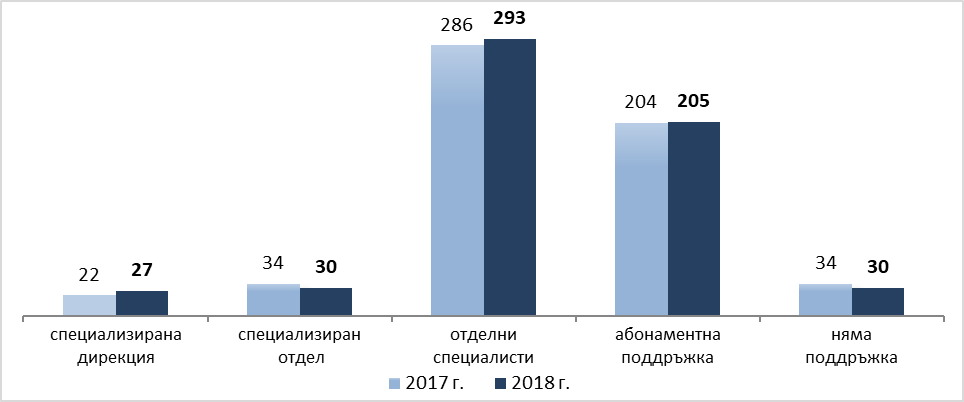 286 293
204 205
22 27
34 30
34 30
специализирана
дирекция
специализиран
отдел
отделни
специалисти
абонаментна
поддръжка
няма
поддръжка
2017 г. 2018 г.